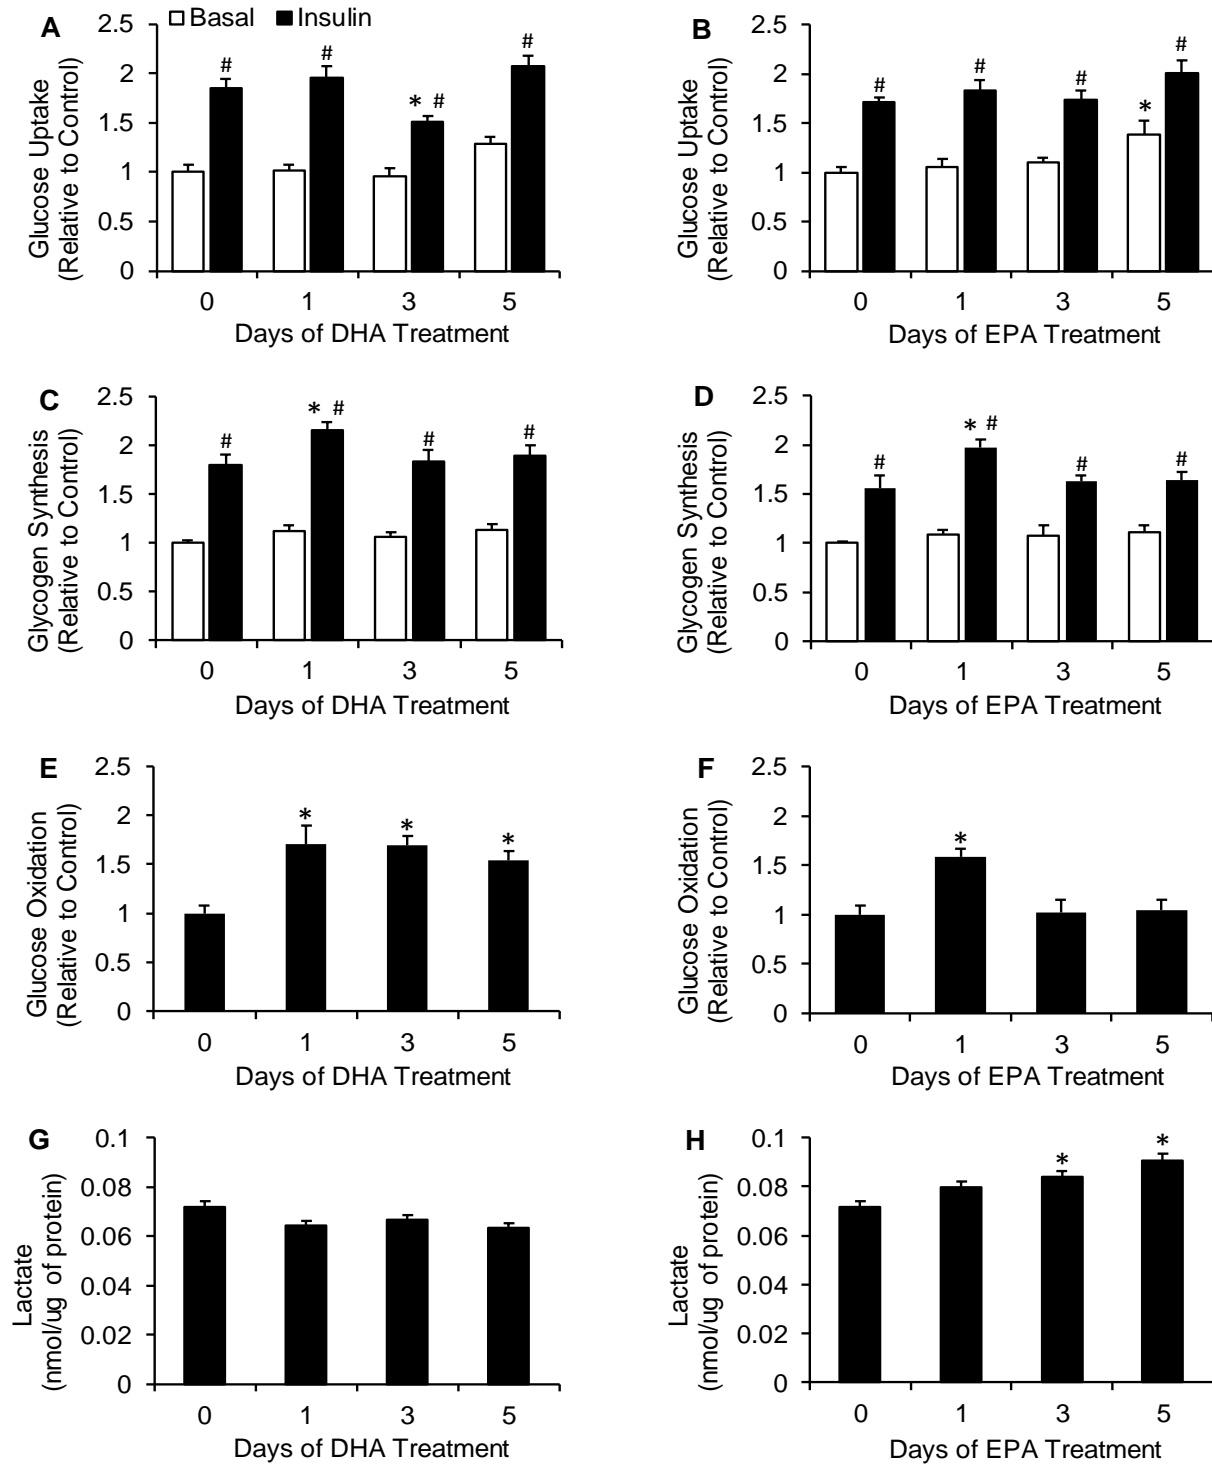 A
Basal Insulin
Glucose Uptake
(Relative to Control)
2.5
2
1.5
1
0.5
0
# # * # #
0 1 3 5
Days of DHA Treatment
B
Glucose Uptake
(Relative to Control)
2.5
2
1.5
1
0.5
0
# # # * #
0 1 3 5
Days of EPA Treatment
C
Glycogen Synthesis
(Relative to Control)
2.5
2
1.5
1
0.5
0
# * # # #
0 1 3 5
Days of DHA Treatment
D
Glycogen Synthesis
(Relative to Control)
2.5
2
1.5
1
0.5
0
# * # # #
0 1 3 5
Days of EPA Treatment
E
Glucose Oxidation
(Relative to Control)
2.5
2
1.5
1
0.5
0
* * *
0 1 3 5
Days of DHA Treatment
F
Glucose Oxidation
(Relative to Control)
2.5
2
1.5
1
0.5
0
*
0 1 3 5
Days of EPA Treatment
G
Lactate
(nmol/ug of protein)
0.1
0.08
0.06
0.04
0.02
0
0 1 3 5
Days of DHA Treatment
H
Lactate
(nmol/ug of protein)
0.1
0.08
0.06
0.04
0.02
0
* *
0 1 3 5
Days of EPA Treatment